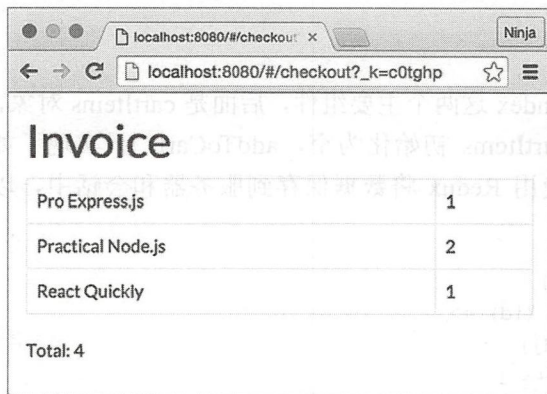 localhost:8080/#/checkout
Ninja
localhost:8080/#/checkout?_k=c0tghp
Invoice
Pro Express.js 1
Practical Node.js 2
React Quickly 1
Total: 4